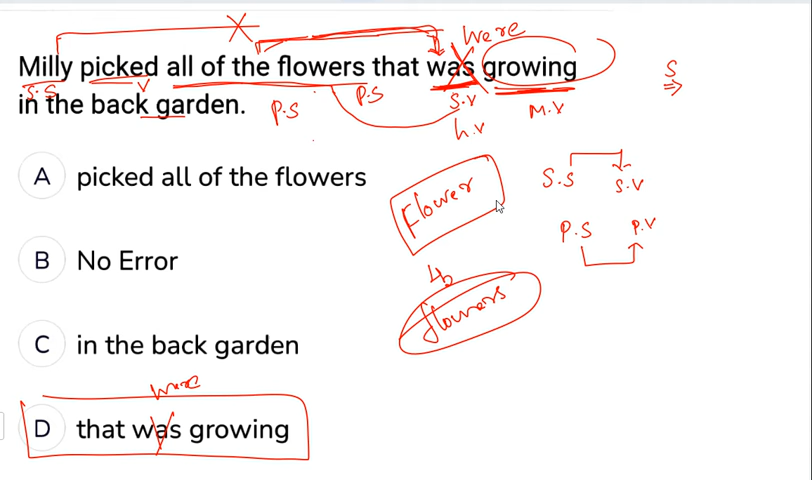 were
Milly picked all of the flowers that was growing
S.S V P.S S.V M.V S
in the back garden. P.S h.v
A picked all of the flowers
Flower S.S S.V
P.S P.V
B No Error
flowers
C in the back garden
were
D that was growing